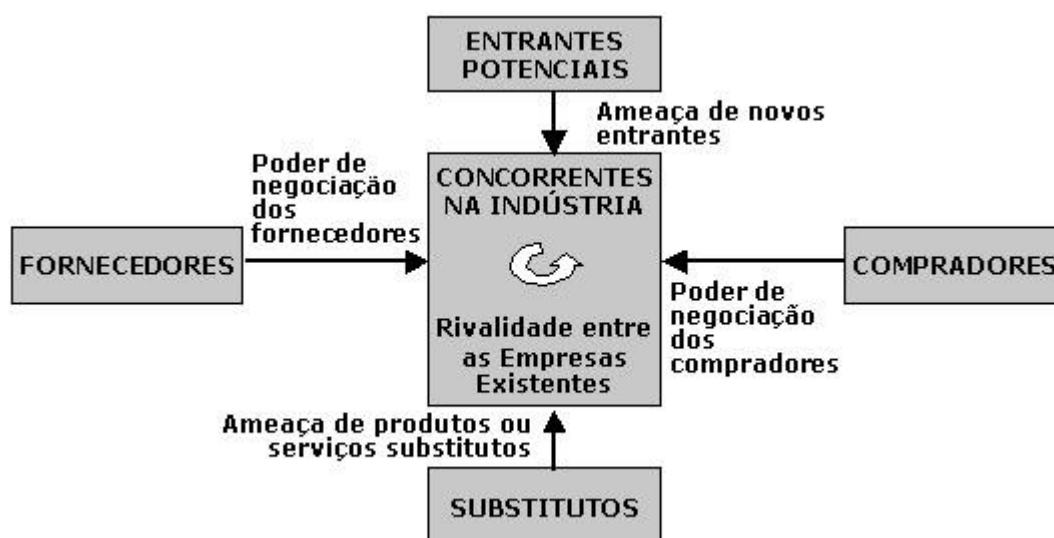 ENTRANTES
POTENCIAIS
Ameaça de novos
entrantes
Poder de
negociação
dos
fornecedores
CONCORRENTES
NA INDÚSTRIA
FORNECEDORES
COMPRADORES
Rivalidade entre
as Empresas
Existentes
Poder de
negociação
dos
compradores
Ameaça de produtos ou
serviços substitutos
SUBSTITUTOS